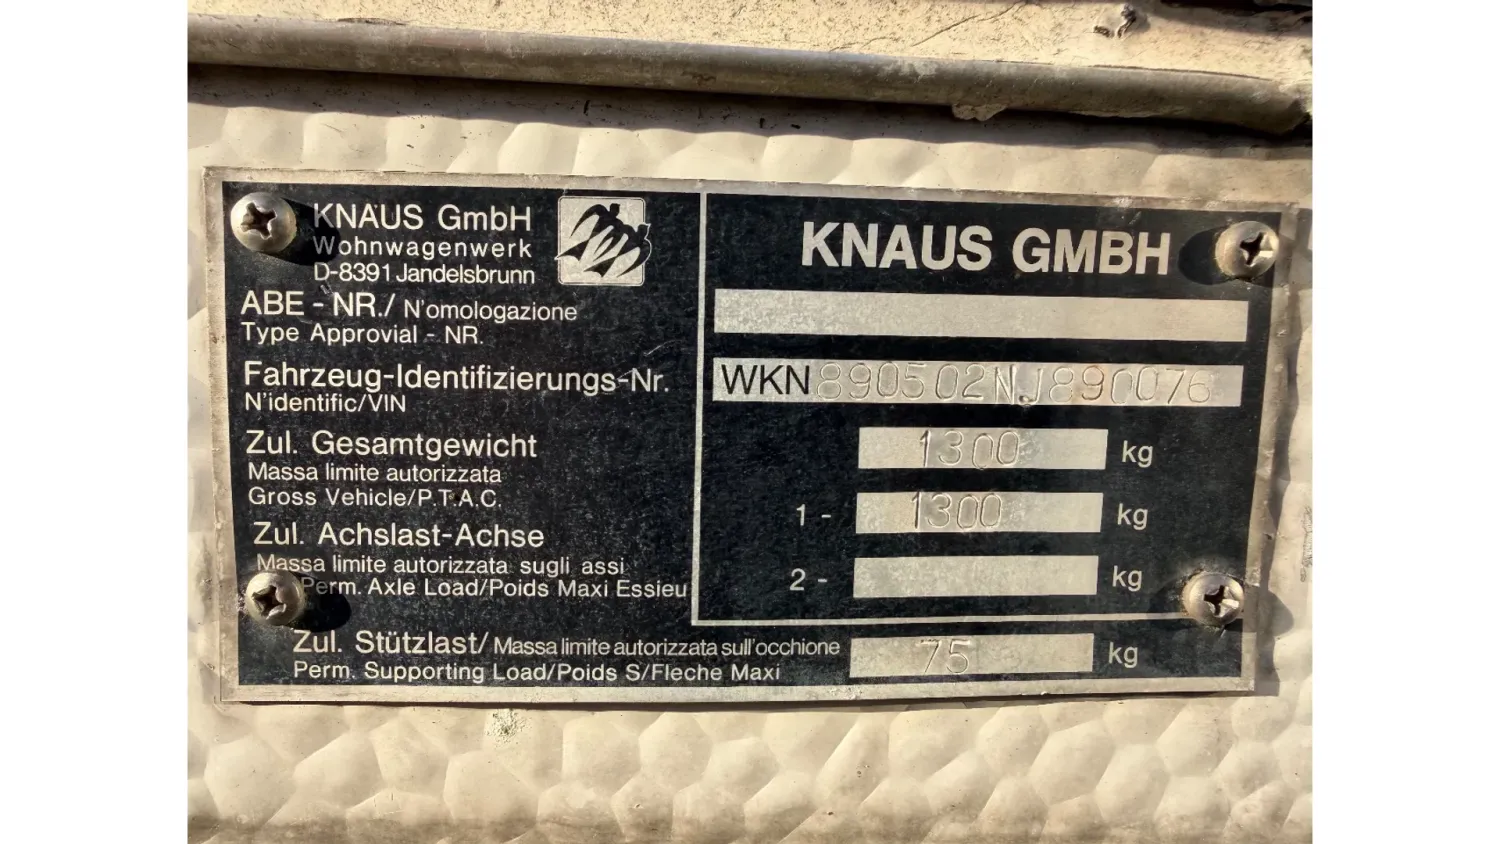 KNAUS GmbH
Wohnwagenwerk
D-8391 Jandelsbrunn
ABE - NR./ N'omologazione
Type Approvial - NR.
Fahrzeug-Identifizierungs-Nr.
N'identific/VIN
Zul. Gesamtgewicht
Massa limite autorizzata
Gross Vehicle/P.T.A.C.
Zul. Achslast-Achse
Massa limite autorizzata sugli assi
Perm. Axle Load/Poids Maxi Essieu
KNAUS GMBH
WKN890502NJ890076
1300 kg
1 - 1300 kg
2 - kg
Zul. Stützlast/ Massa limite autorizzata sull'occhione 75 kg
Perm. Supporting Load/Poids S/Fleche Maxi